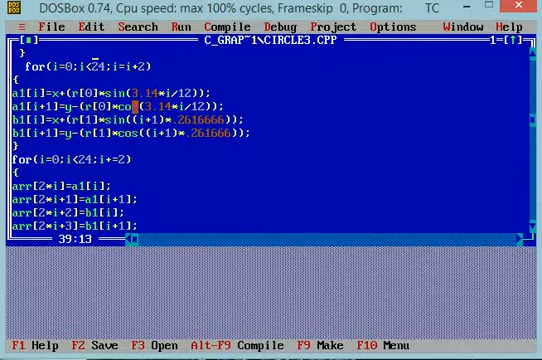 DOSBox 0.74, Cpu speed: max 100% cycles, Frameskip 0, Program: TC
≡ File Edit Search Run Compile Debug Project Options Window Help
[■] C_GRAP~1\CIRCLE3.CPP 1=[↑]
}
for(i=0;i<24;i=i+2)
{
a1[i]=x+(r[0]*sin(3.14*i/12));
a1[i+1]=y-(r[0]*cos(3.14*i/12));
b1[i]=x+(r[1]*sin((i+1)*.2616666));
b1[i+1]=y-(r[1]*cos((i+1)*.261666));
}
for(i=0;i<24;i+=2)
{
arr[2*i]=a1[i];
arr[2*i+1]=a1[i+1];
arr[2*i+2]=b1[i];
arr[2*i+3]=b1[i+1];
39:13
F1 Help F2 Save F3 Open Alt-F9 Compile F9 Make F10 Menu